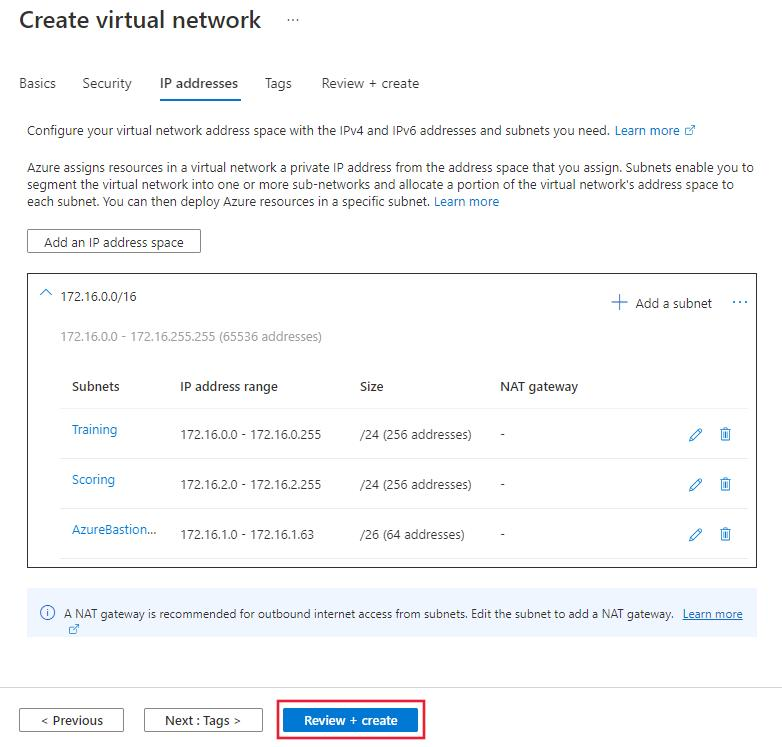 Create virtual network ...
Basics Security IP addresses Tags Review + create
Configure your virtual network address space with the IPv4 and IPv6 addresses and subnets you need. Learn more
Azure assigns resources in a virtual network a private IP address from the address space that you assign. Subnets enable you to
segment the virtual network into one or more sub-networks and allocate a portion of the virtual network's address space to
each subnet. You can then deploy Azure resources in a specific subnet. Learn more
Add an IP address space
172.16.0.0/16
+ Add a subnet ...
172.16.0.0 - 172.16.255.255 (65536 addresses)
Subnets IP address range Size NAT gateway
Training 172.16.0.0 - 172.16.0.255 /24 (256 addresses) -
Scoring 172.16.2.0 - 172.16.2.255 /24 (256 addresses) -
AzureBastion... 172.16.1.0 - 172.16.1.63 /26 (64 addresses) -
A NAT gateway is recommended for outbound internet access from subnets. Edit the subnet to add a NAT gateway. Learn more
< Previous Next : Tags > Review + create